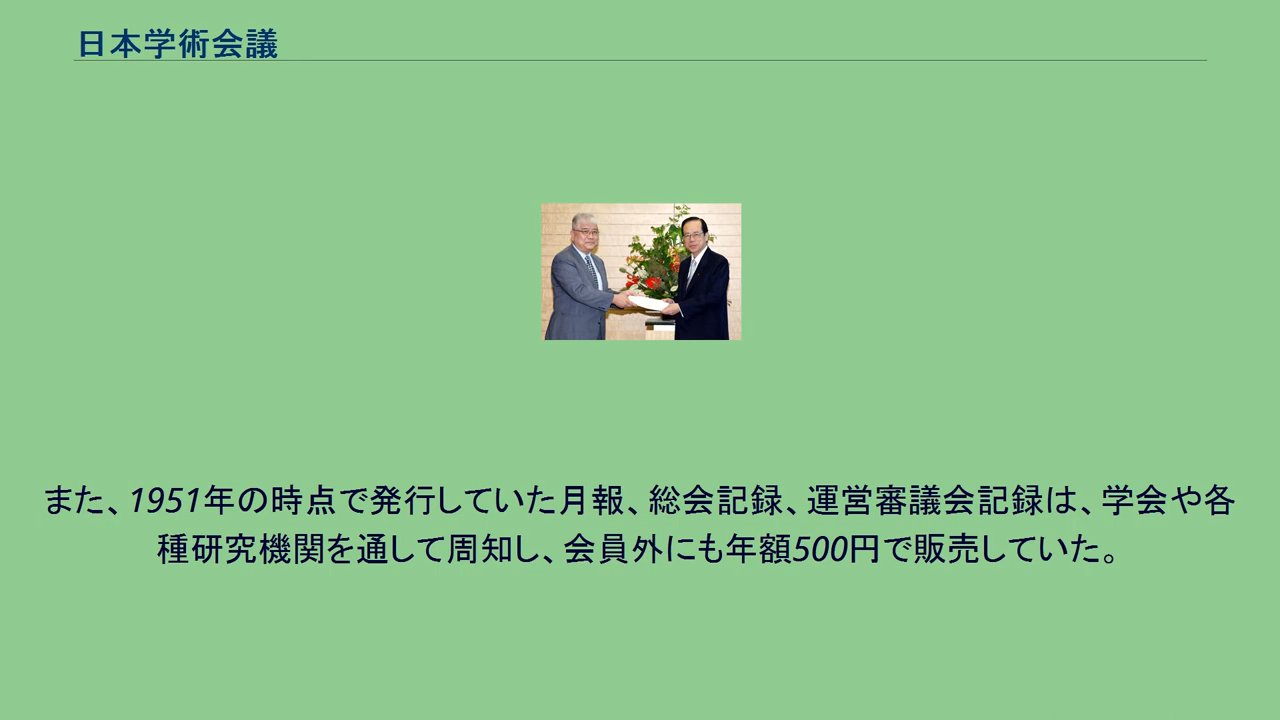 日本学術会議
また、1951年の時点で発行していた月報、総会記録、運営審議会記録は、学会や各
種研究機関を通して周知し、会員外にも年額500円で販売していた。